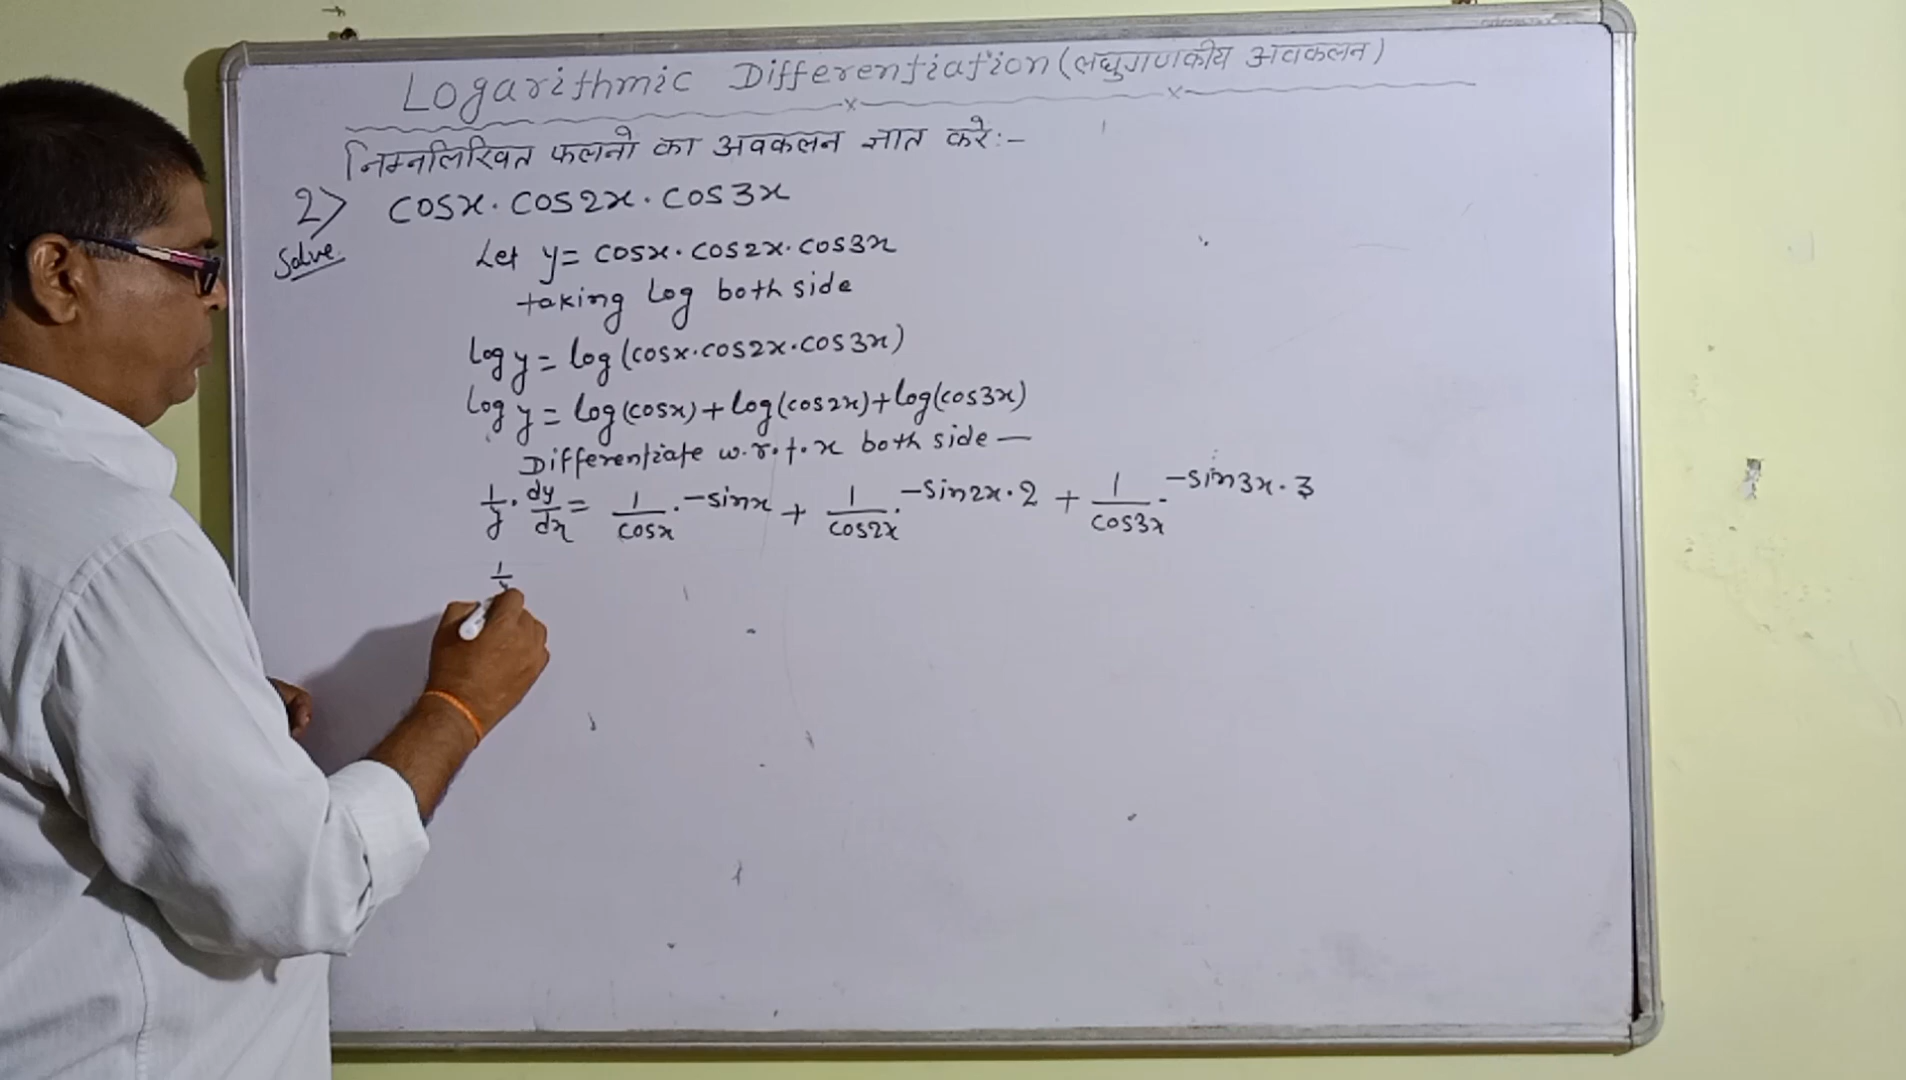 Logarithmic Differentiation (लघुगणकीय अवकलन)
निम्नलिखित फलनो का अवकलन ज्ञात करे:-
2) cosx. cos2x. cos3x
Solve. Let y = cosx. cos2x. cos3x
taking log both side
log y = log (cosx.cos2x.cos3x)
log y = log (cosx) + log (cos2x) + log (cos3x)
Differentiate w.r.t. x both side —
1/y . dy/dx = 1/cosx . -sinx + 1/cos2x . -sin2x . 2 + 1/cos3x . -sin3x . 3